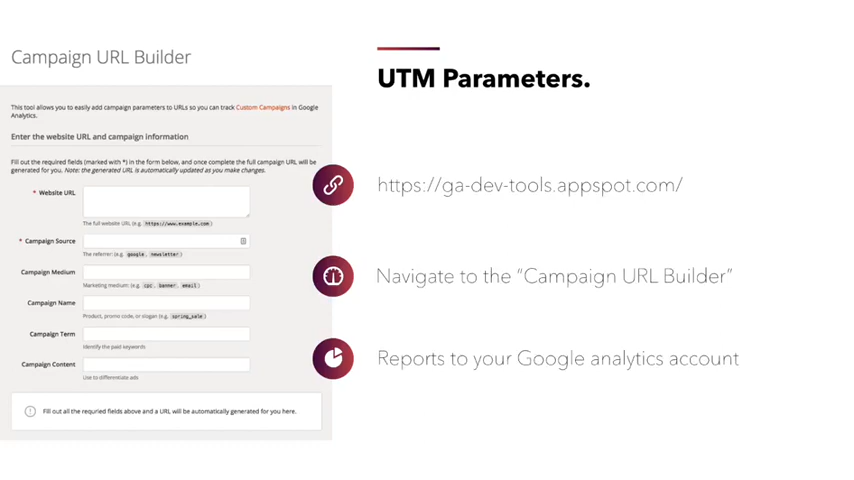 Campaign URL Builder
This tool allows you to easily add campaign parameters to URLs so you can track Custom Campaigns in Google
Analytics.
Enter the website URL and campaign information
Fill out the required fields (marked with *) in the form below, and once complete the full campaign URL will be
generated for you. Note: the generated URL is automatically updated as you make changes.
* Website URL
The full website URL (e.g. https://www.example.com )
* Campaign Source
The referrer: (e.g. google , newsletter )
Campaign Medium
Marketing medium: (e.g. cpc , banner , email )
Campaign Name
Product, promo code, or slogan (e.g. spring_sale )
Campaign Term
Identify the paid keywords
Campaign Content
Use to differentiate ads
Fill out all the requried fields above and a URL will be automatically generated for you here.
UTM Parameters.
https://ga-dev-tools.appspot.com/
Navigate to the “Campaign URL Builder”
Reports to your Google analytics account